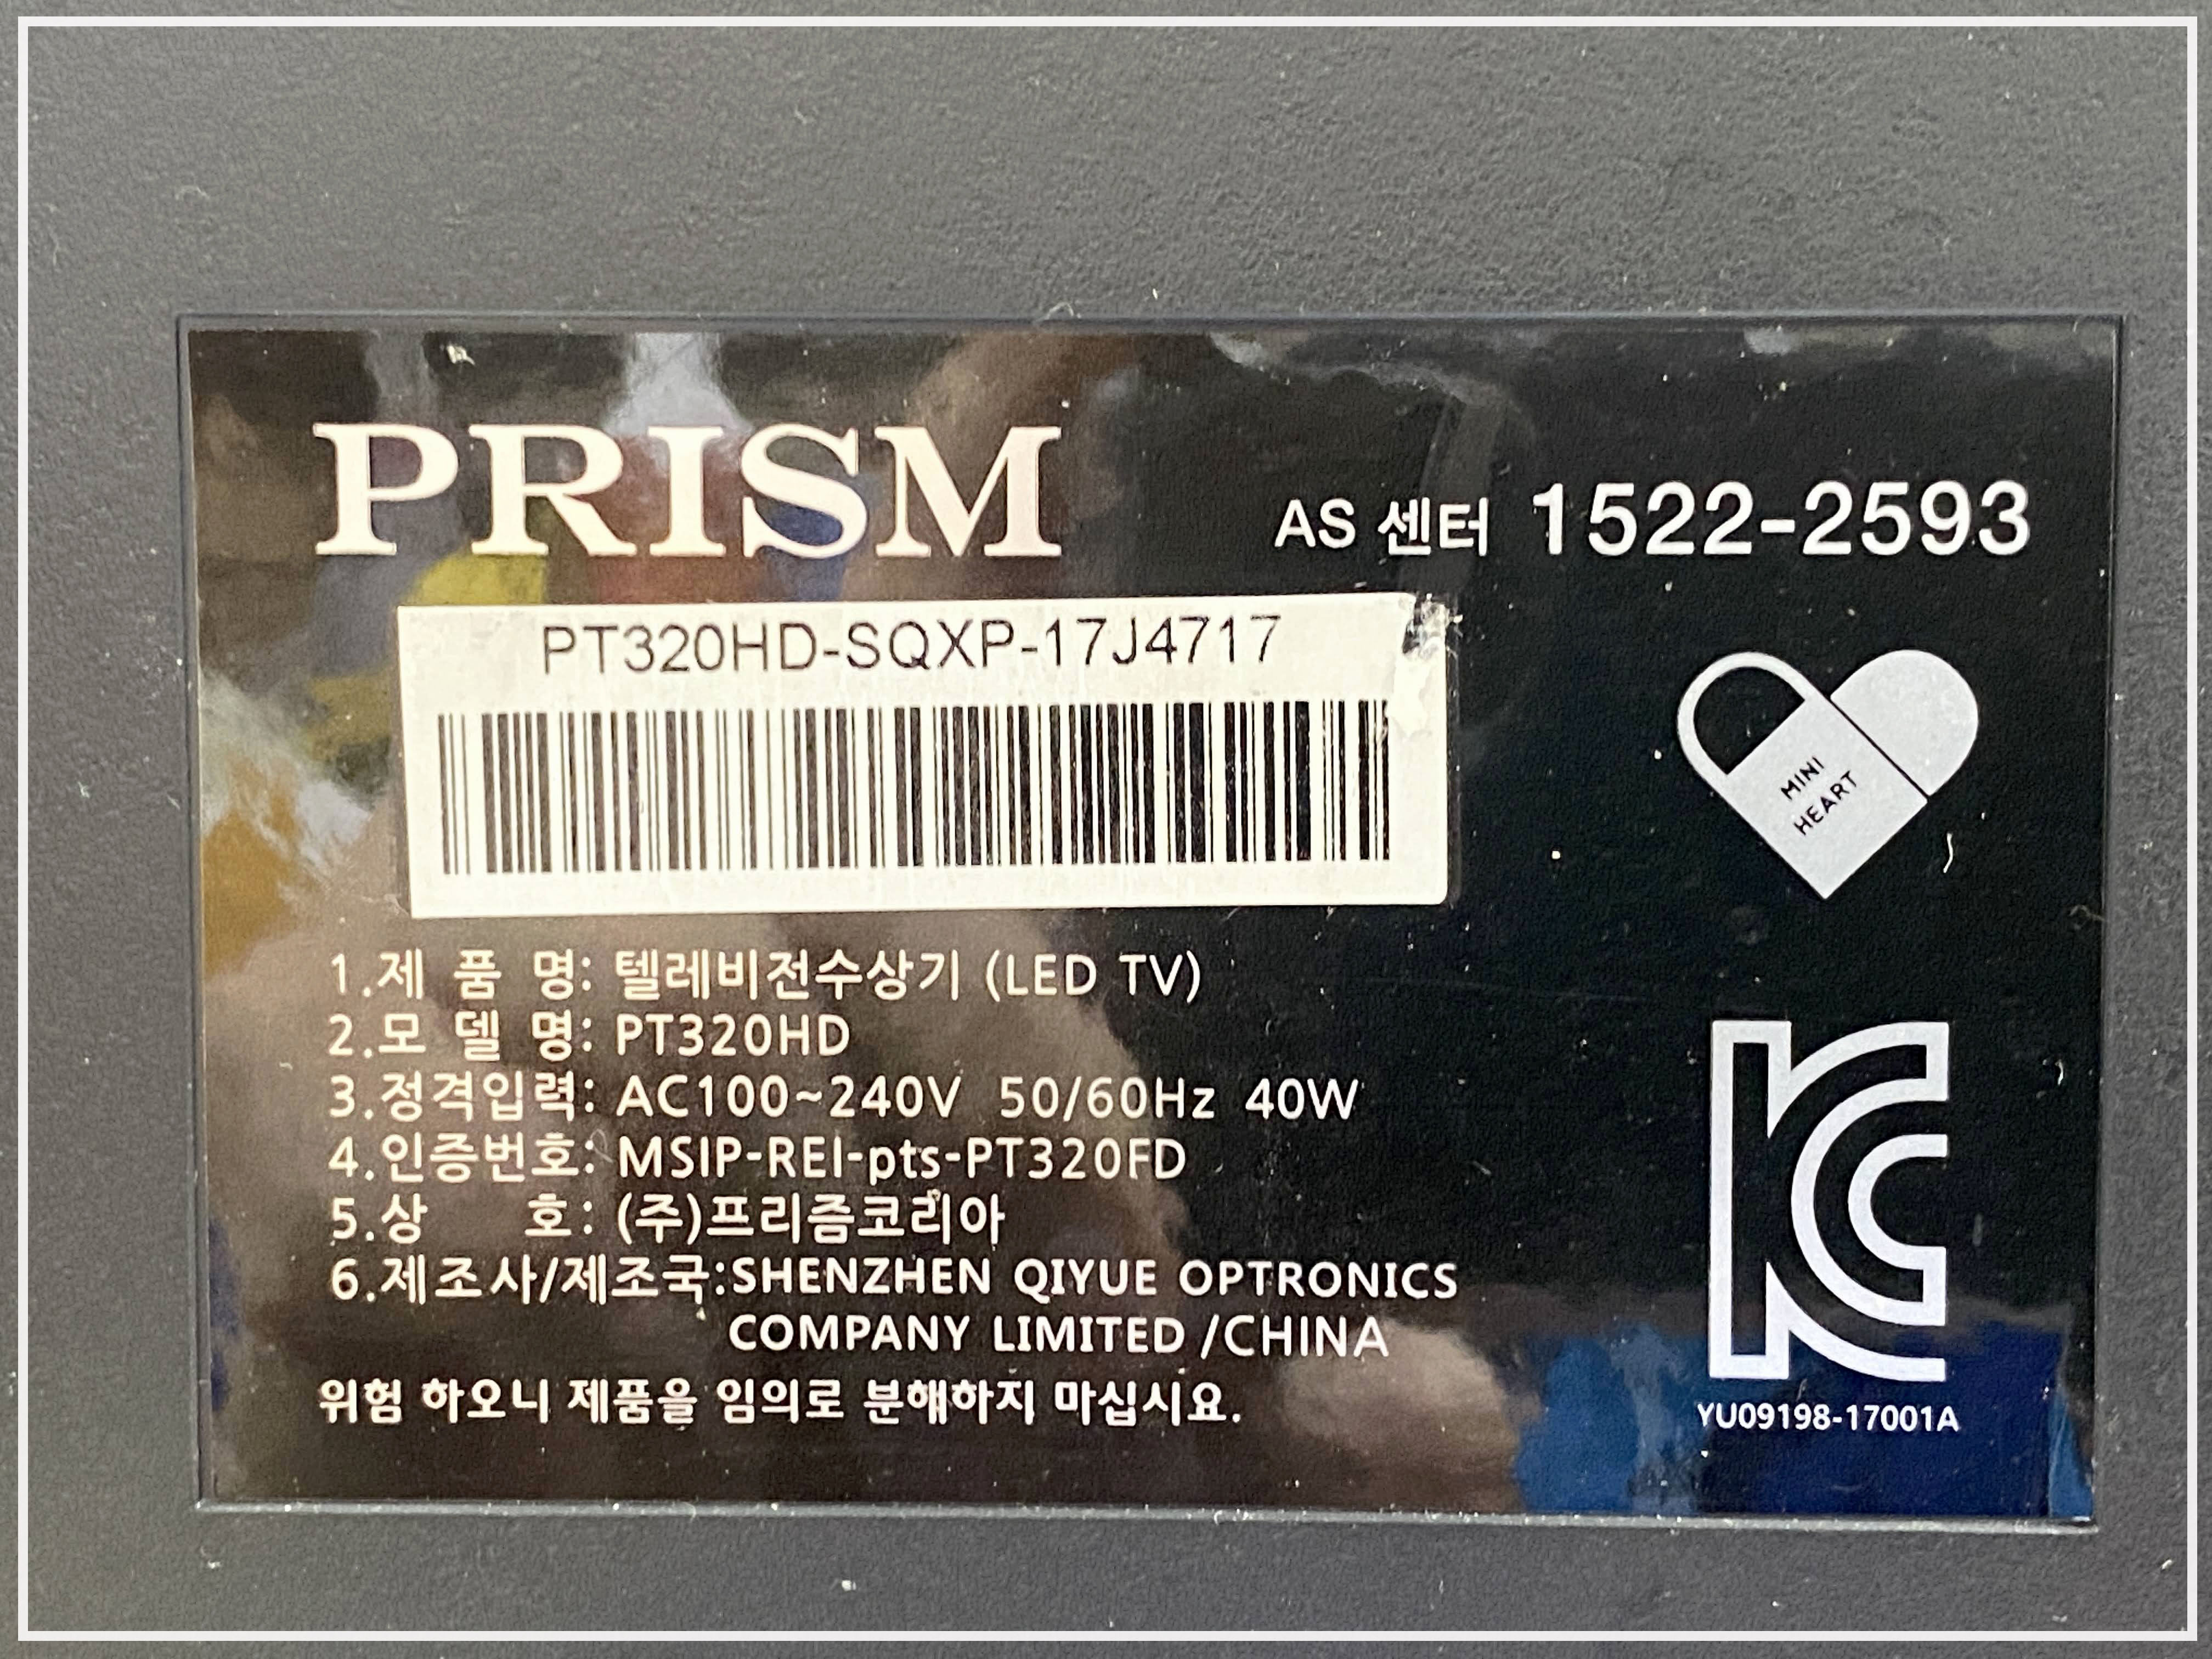 PRISM
AS 센터 1522-2593
PT320HD-SQXP-17J4717
MINI
HEART
1.제 품 명: 텔레비전수상기 (LED TV)
2.모 델 명: PT320HD
3.정격입력: AC100~240V 50/60Hz 40W
4.인증번호: MSIP-REI-pts-PT320FD
5.상 호: (주)프리즘코리아
6.제조사/제조국:SHENZHEN QIYUE OPTRONICS
COMPANY LIMITED /CHINA
위험 하오니 제품을 임의로 분해하지 마십시요.
KC
YU09198-17001A